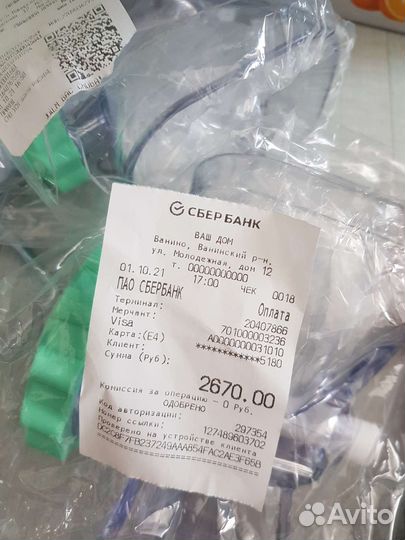 СБЕРБАНК
ВАШ ДОМ
Ванино, Ванинский р-н,
ул. Молодежная, дом 12
т. 00000000000
01.10.21 17:00 ЧЕК 0018
ПАО СБЕРБАНК Оплата
Терминал: 20407866
Мерчант: 701000003236
Visa A0000000031010
Карта:(E4) ************5180
Клиент:
Сумма (Руб):
2670.00
Комиссия за операцию – 0 Руб.
ОДОБРЕНО
Код авторизации: 297354
Номер ссылки: 127489603702
Проверено на устройстве клиента
Avito